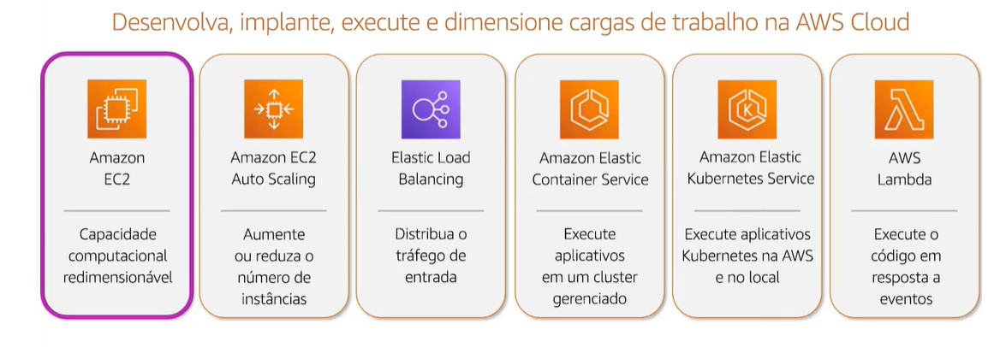 Desenvolva, implante, execute e dimensione cargas de trabalho na AWS Cloud
Amazon
EC2
Capacidade
computacional
redimensionável
Amazon EC2
Auto Scaling
Aumente
ou reduza o
número de
instâncias
Elastic Load
Balancing
Distribua o
tráfego de
entrada
Amazon Elastic
Container Service
Execute
aplicativos
em um cluster
gerenciado
K
Amazon Elastic
Kubernetes Service
Execute aplicativos
Kubernetes na AWS
e no local
AWS
Lambda
Execute o
código em
resposta a
eventos